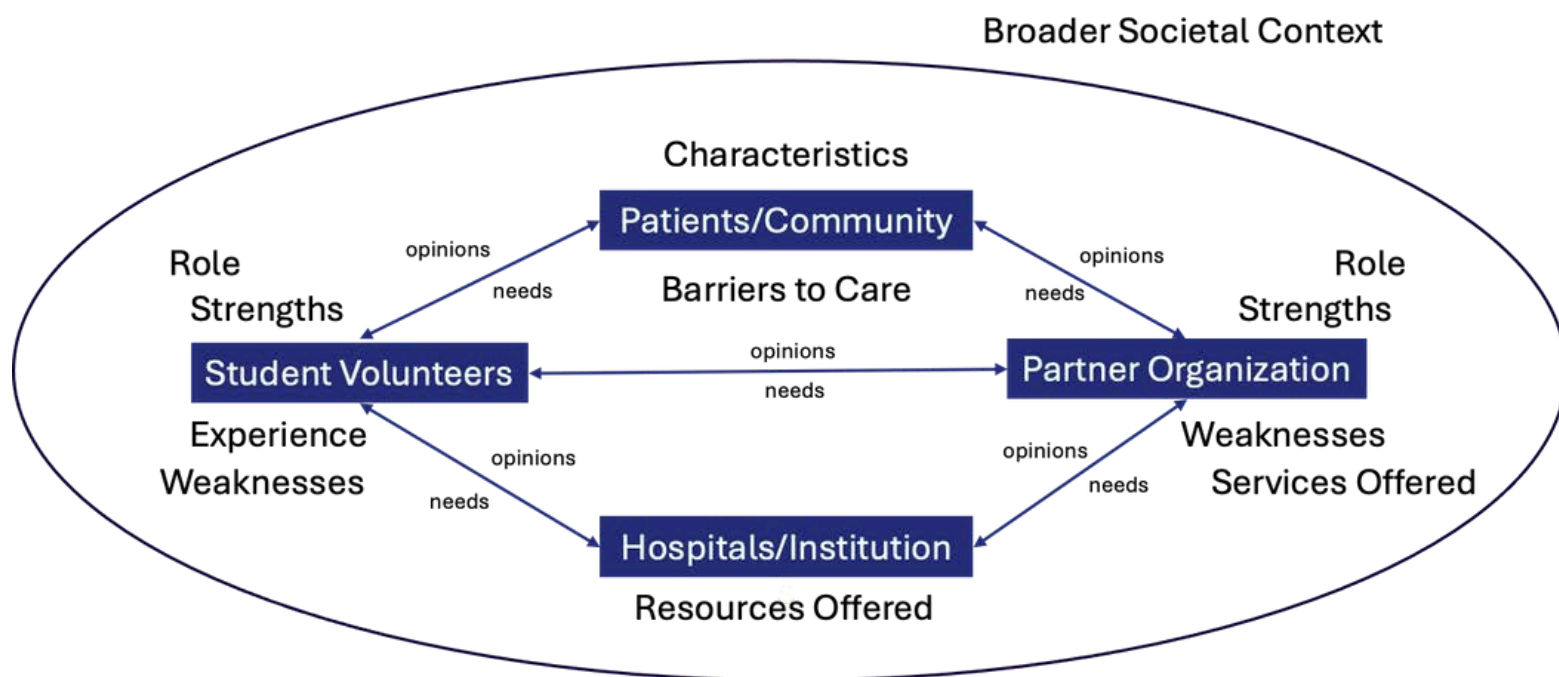 Broader Societal Context
Characteristics
Patients/Community
opinions
opinions
Role
Role
needs
Barriers to Care
needs
Strengths
Strengths
opinions
Student Volunteers
Partner Organization
needs
Experience
Weaknesses
opinions
opinions
Weaknesses
needs
Services Offered
needs
Hospitals/Institution
Resources Offered